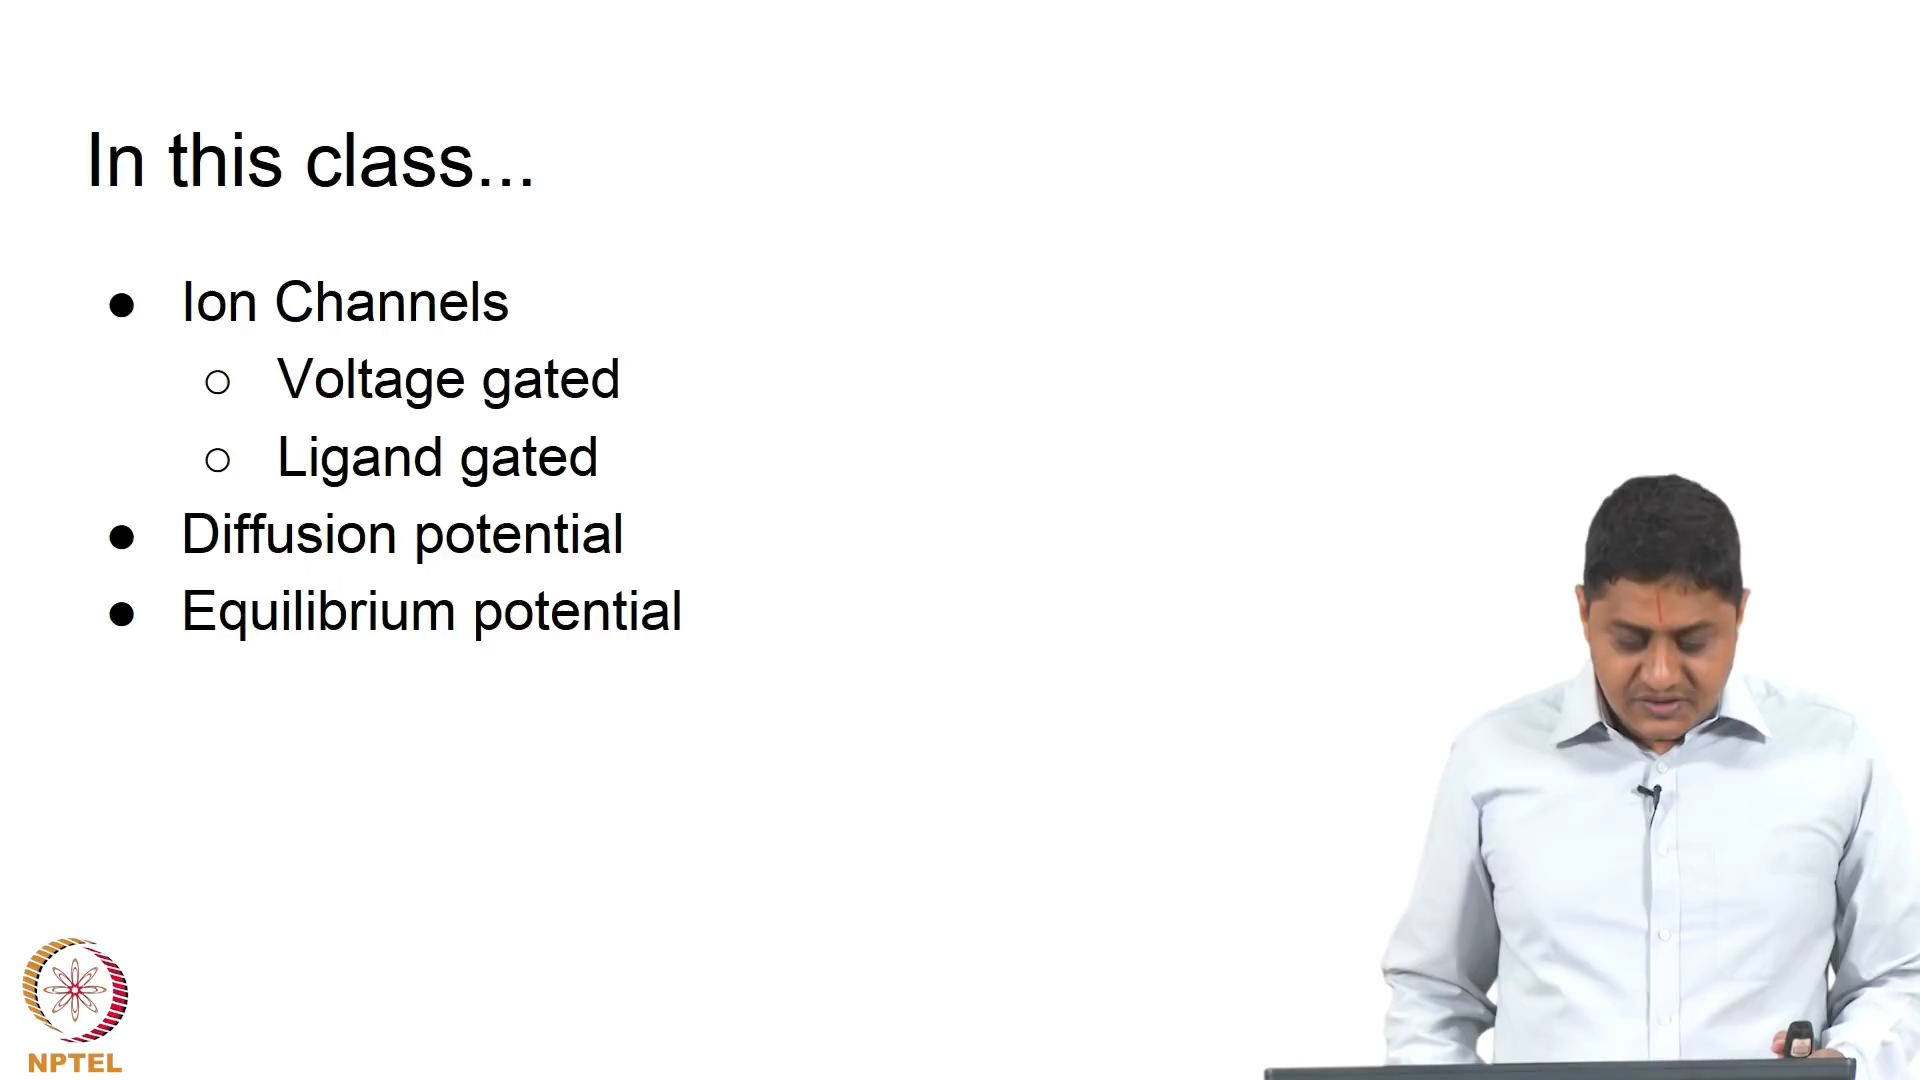 In this class...
● Ion Channels
○ Voltage gated
○ Ligand gated
● Diffusion potential
● Equilibrium potential
NPTEL